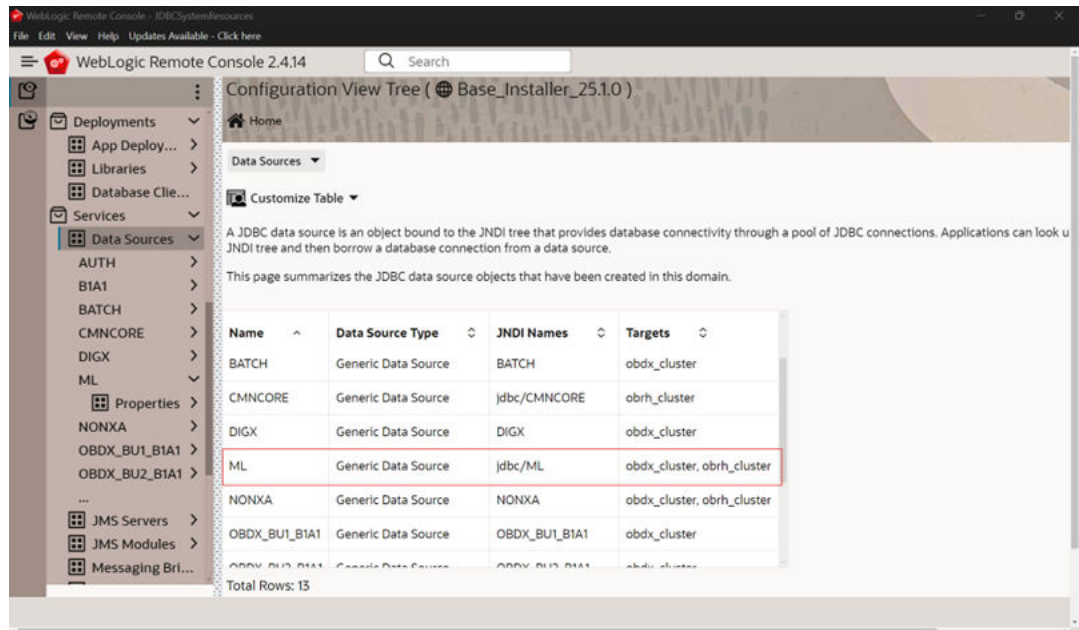 WebLogic Remote Console - JDBCSystemResources
File Edit View Help Updates Available - Click here
WebLogic Remote Console 2.4.14
Search
Configuration View Tree ( Base_Installer_25.1.0 )
Home
Deployments
App Deploy...
Libraries
Database Clie...
Services
Data Sources
AUTH
B1A1
BATCH
CMNCORE
DIGX
ML
Properties
NONXA
OBDX_BU1_B1A1
OBDX_BU2_B1A1
...
JMS Servers
JMS Modules
Messaging Bri...
Data Sources
Customize Table
A JDBC data source is an object bound to the JNDI tree that provides database connectivity through a pool of JDBC connections. Applications can look u
JNDI tree and then borrow a database connection from a data source.
This page summarizes the JDBC data source objects that have been created in this domain.
Name Data Source Type JNDI Names Targets
BATCH Generic Data Source BATCH obdx_cluster
CMNCORE Generic Data Source jdbc/CMNCORE obrh_cluster
DIGX Generic Data Source DIGX obdx_cluster
ML Generic Data Source jdbc/ML obdx_cluster, obrh_cluster
NONXA Generic Data Source NONXA obdx_cluster, obrh_cluster
OBDX_BU1_B1A1 Generic Data Source OBDX_BU1_B1A1 obdx_cluster
OBDX_BU2_B1A1 Generic Data Source OBDX_BU2_B1A1 obdx_cluster
Total Rows: 13